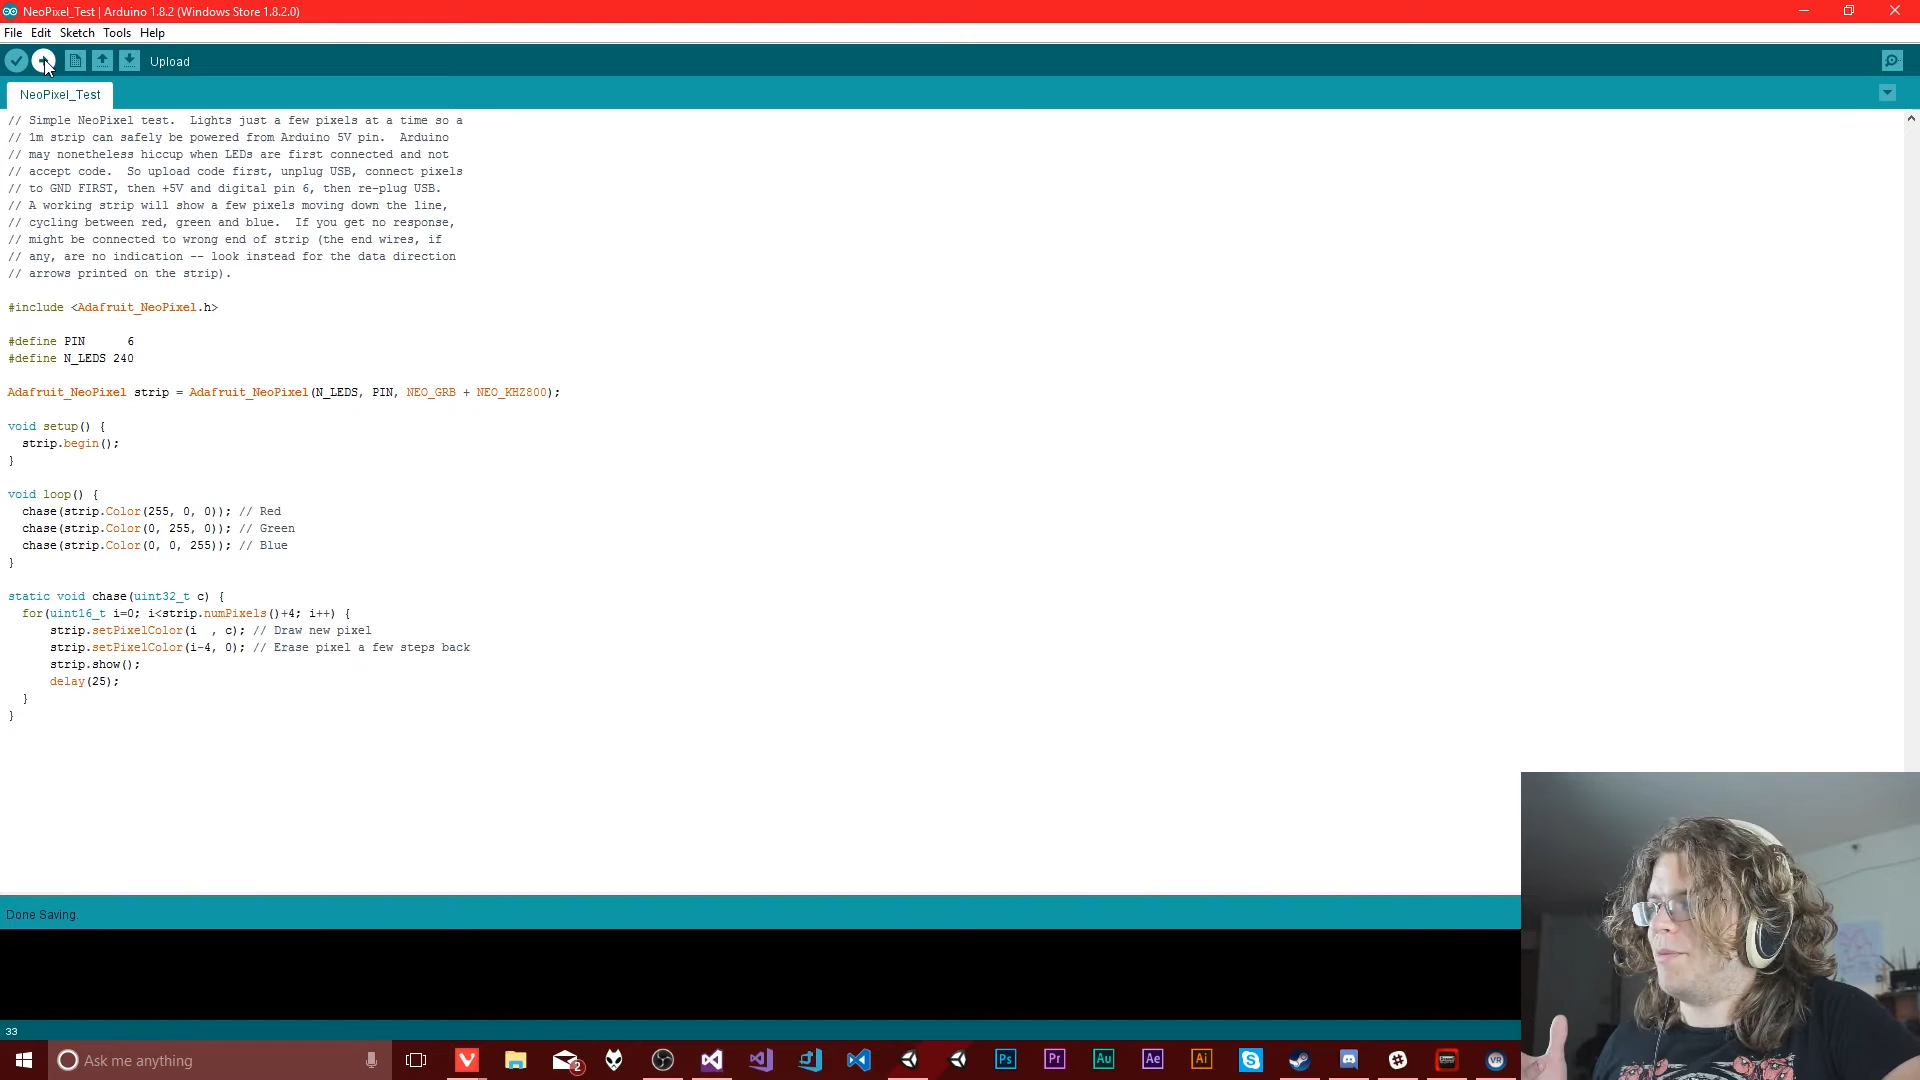 NeoPixel_Test | Arduino 1.8.2 (Windows Store 1.8.2.0)
File Edit Sketch Tools Help
Upload
NeoPixel_Test
// Simple NeoPixel test.  Lights just a few pixels at a time so a
// 1m strip can safely be powered from Arduino 5V pin.  Arduino
// may nonetheless hiccup when LEDs are first connected and not
// accept code.  So upload code first, unplug USB, connect pixels
// to GND FIRST, then +5V and digital pin 6, then re-plug USB.
// A working strip will show a few pixels moving down the line,
// cycling between red, green and blue.  If you get no response,
// might be connected to wrong end of strip (the end wires, if
// any, are no indication -- look instead for the data direction
// arrows printed on the strip).
#include <Adafruit_NeoPixel.h>
#define PIN      6
#define N_LEDS 240
Adafruit_NeoPixel strip = Adafruit_NeoPixel(N_LEDS, PIN, NEO_GRB + NEO_KHZ800);
void setup() {
  strip.begin();
}
void loop() {
  chase(strip.Color(255, 0, 0)); // Red
  chase(strip.Color(0, 255, 0)); // Green
  chase(strip.Color(0, 0, 255)); // Blue
}
static void chase(uint32_t c) {
  for(uint16_t i=0; i<strip.numPixels()+4; i++) {
      strip.setPixelColor(i  , c); // Draw new pixel
      strip.setPixelColor(i-4, 0); // Erase pixel a few steps back
      strip.show();
      delay(25);
  }
}
Done Saving.
33
Ask me anything
2
Ps Pr Au Ae Ai
VR